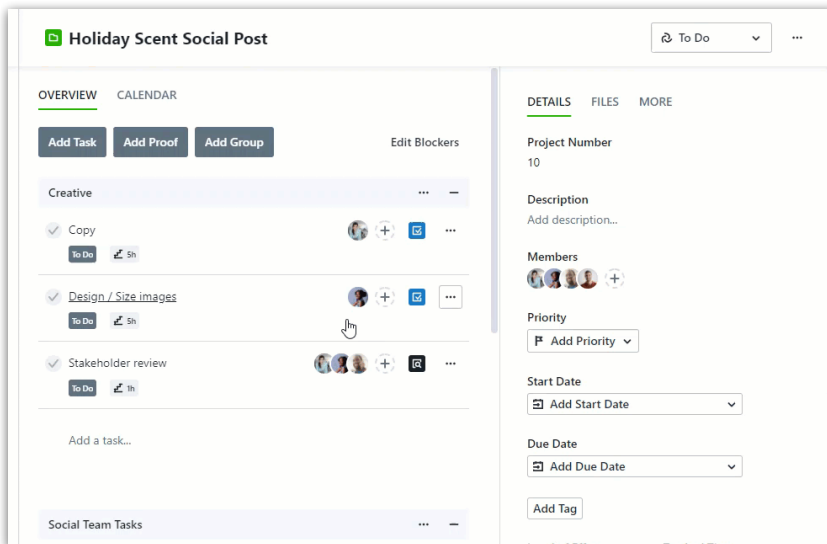 Holiday Scent Social Post
To Do
OVERVIEW CALENDAR
Add Task Add Proof Add Group Edit Blockers
Creative
Copy
To Do 5h
Design / Size images
To Do 5h
Stakeholder review
To Do 1h
Add a task...
Social Team Tasks
DETAILS FILES MORE
Project Number
10
Description
Add description...
Members
Priority
Add Priority
Start Date
Add Start Date
Due Date
Add Due Date
Add Tag